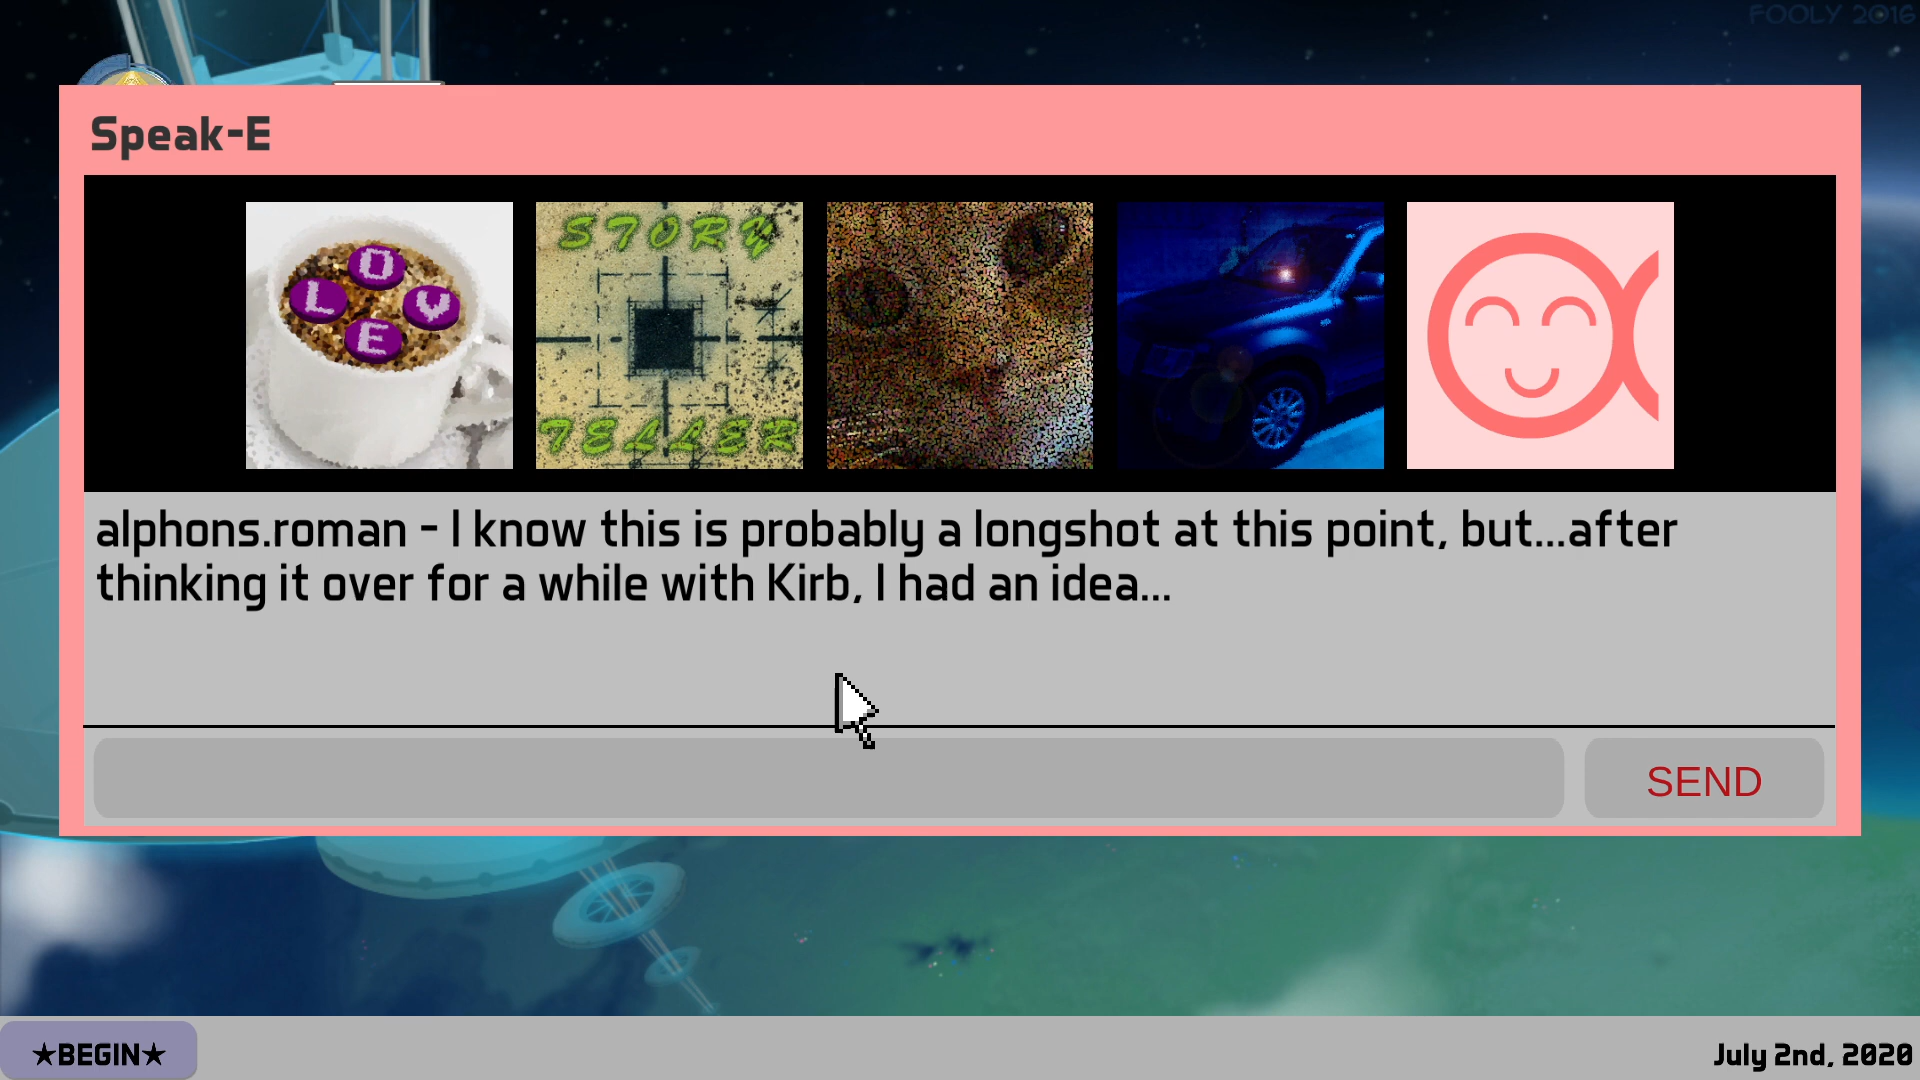 FOOLY 2016
Speak-E
O
L V
E
STORY
TELLER
alphons.roman - I know this is probably a longshot at this point, but...after
thinking it over for a while with Kirb, I had an idea...
SEND
★BEGIN★
July 2nd, 2020